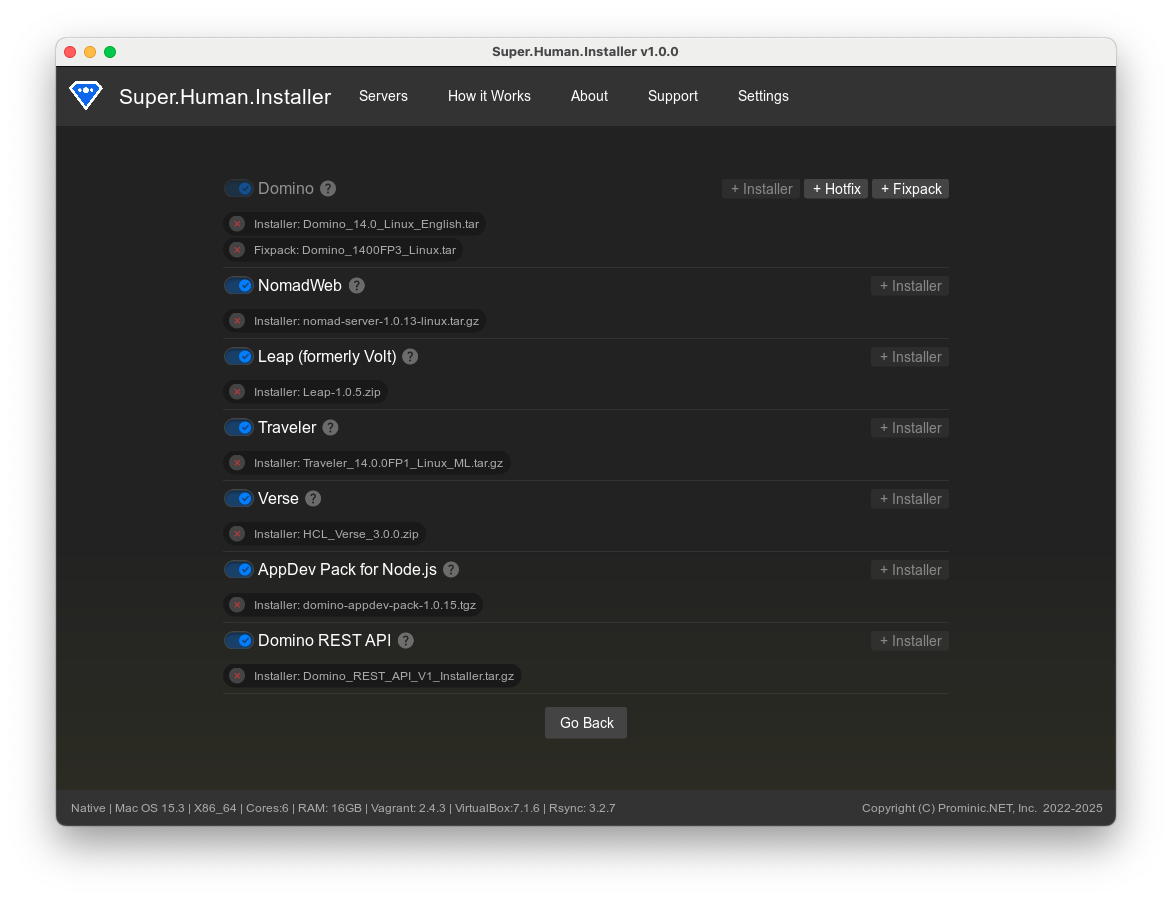 Super.Human.Installer v1.0.0
Super.Human.Installer Servers How it Works About Support Settings
Domino ? + Installer + Hotfix + Fixpack
Installer: Domino_14.0_Linux_English.tar
Fixpack: Domino_1400FP3_Linux.tar
NomadWeb ? + Installer
Installer: nomad-server-1.0.13-linux.tar.gz
Leap (formerly Volt) ? + Installer
Installer: Leap-1.0.5.zip
Traveler ? + Installer
Installer: Traveler_14.0.0FP1_Linux_ML.tar.gz
Verse ? + Installer
Installer: HCL_Verse_3.0.0.zip
AppDev Pack for Node.js ? + Installer
Installer: domino-appdev-pack-1.0.15.tgz
Domino REST API ? + Installer
Installer: Domino_REST_API_V1_Installer.tar.gz
Go Back
Native | Mac OS 15.3 | X86_64 | Cores:6 | RAM: 16GB | Vagrant: 2.4.3 | VirtualBox:7.1.6 | Rsync: 3.2.7 Copyright (C) Prominic.NET, Inc. 2022-2025